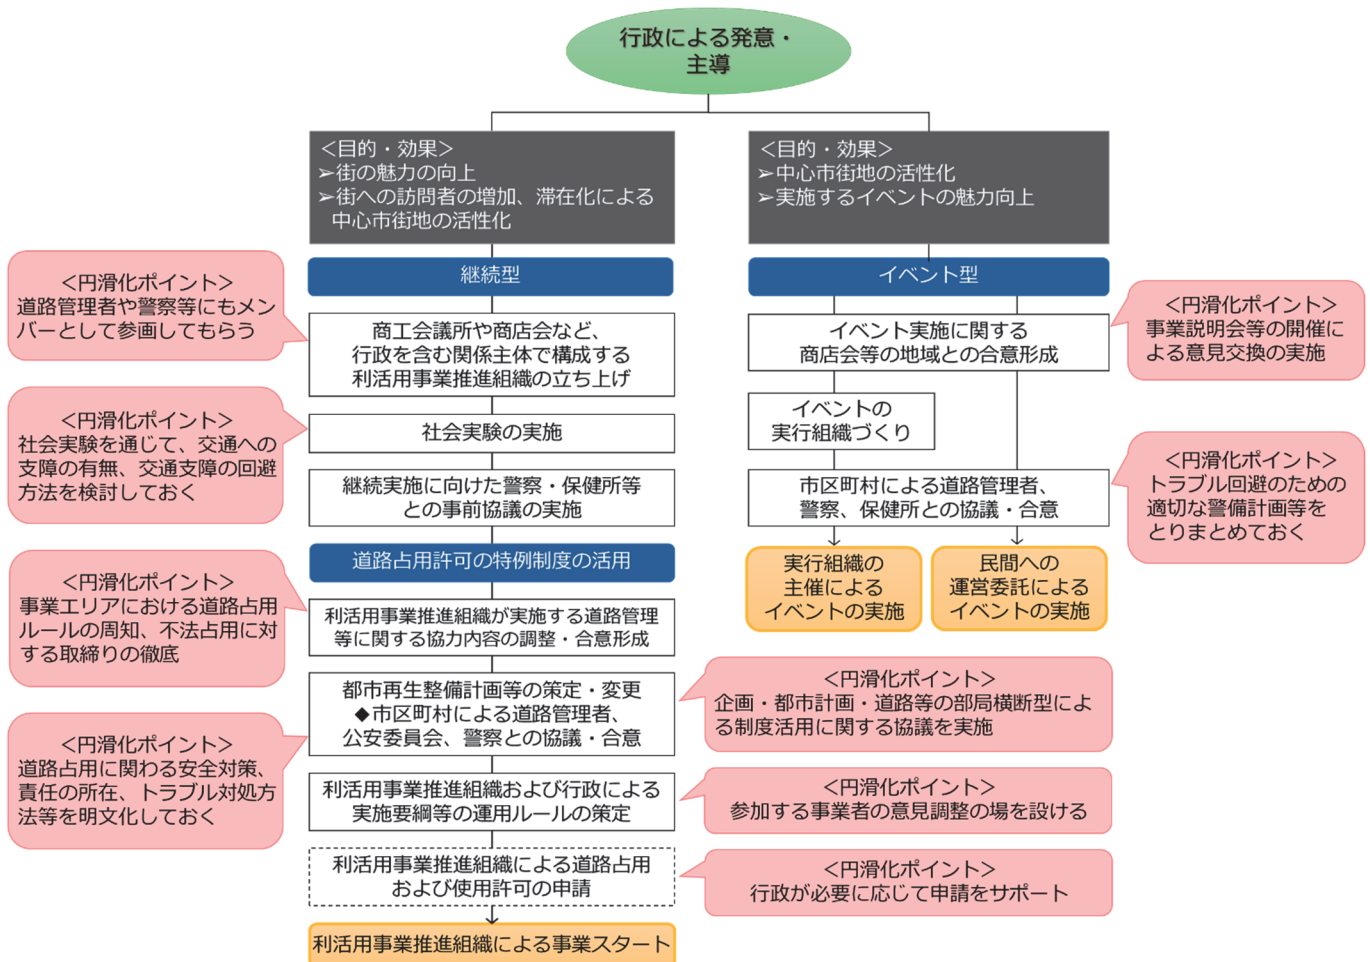 行政による発意・
主導
＜目的・効果＞
➢街の魅力の向上
➢街への訪問者の増加、滞在化による
中心市街地の活性化
＜目的・効果＞
➢中心市街地の活性化
➢実施するイベントの魅力向上
継続型
商工会議所や商店会など、
行政を含む関係主体で構成する
利活用事業推進組織の立ち上げ
社会実験の実施
継続実施に向けた警察・保健所等
との事前協議の実施
道路占用許可の特例制度の活用
利活用事業推進組織が実施する道路管理
等に関する協力内容の調整・合意形成
都市再生整備計画等の策定・変更
◆市区町村による道路管理者、
公安委員会、警察との協議・合意
利活用事業推進組織および行政による
実施要綱等の運用ルールの策定
利活用事業推進組織による道路占用
および使用許可の申請
利活用事業推進組織による事業スタート
＜円滑化ポイント＞
道路管理者や警察等にもメン
バーとして参画してもらう
＜円滑化ポイント＞
社会実験を通じて、交通への
支障の有無、交通支障の回避
方法を検討しておく
＜円滑化ポイント＞
事業エリアにおける道路占用
ルールの周知、不法占用に対
する取締りの徹底
＜円滑化ポイント＞
道路占用に関わる安全対策、
責任の所在、トラブル対処方
法等を明文化しておく
イベント型
イベント実施に関する
商店会等の地域との合意形成
イベントの
実行組織づくり
市区町村による道路管理者、
警察、保健所との協議・合意
実行組織の
主催による
イベントの実施
民間への
運営委託による
イベントの実施
＜円滑化ポイント＞
事業説明会等の開催に
よる意見交換の実施
＜円滑化ポイント＞
トラブル回避のための
適切な警備計画等を
とりまとめておく
＜円滑化ポイント＞
企画・都市計画・道路等の部局横断型によ
る制度活用に関する協議を実施
＜円滑化ポイント＞
参加する事業者の意見調整の場を設ける
＜円滑化ポイント＞
行政が必要に応じて申請をサポート